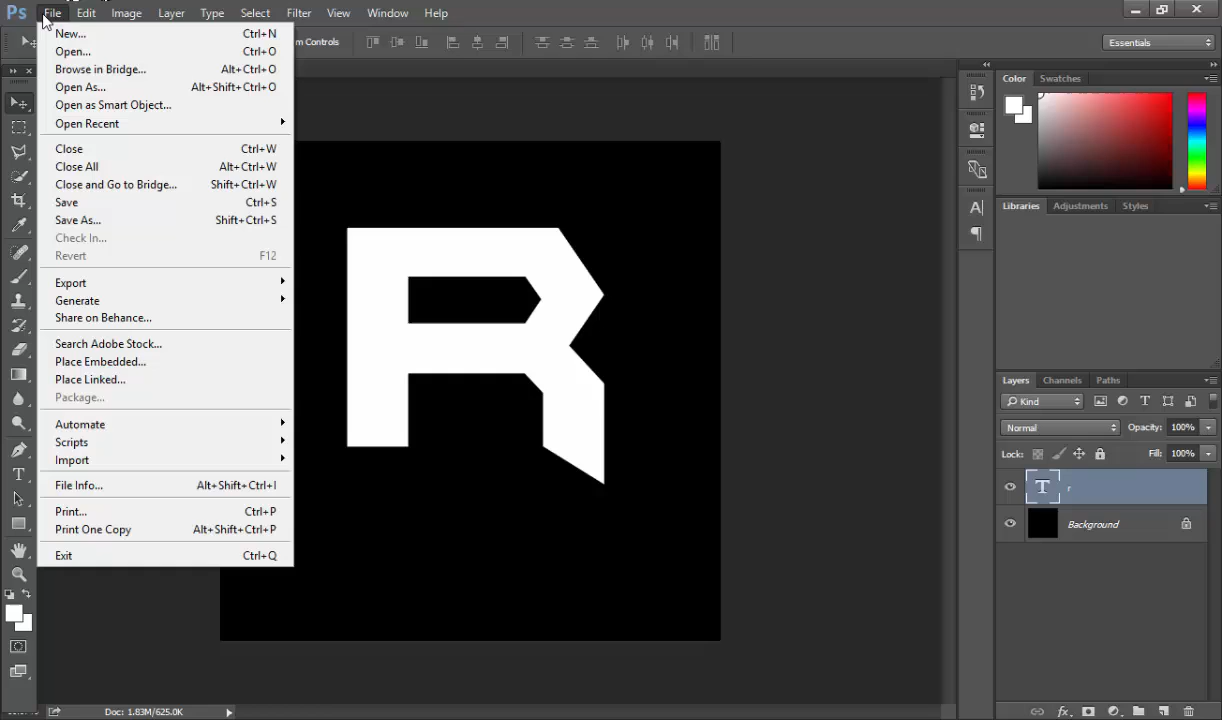 Ps File Edit Image Layer Type Select Filter View Window Help
m Controls Essentials
New... Ctrl+N
Open... Ctrl+O
Browse in Bridge... Alt+Ctrl+O
Open As... Alt+Shift+Ctrl+O
Open as Smart Object...
Open Recent
Close Ctrl+W
Close All Alt+Ctrl+W
Close and Go to Bridge... Shift+Ctrl+W
Save Ctrl+S
Save As... Shift+Ctrl+S
Check In...
Revert F12
Export
Generate
Share on Behance...
Search Adobe Stock...
Place Embedded...
Place Linked...
Package...
Automate
Scripts
Import
File Info... Alt+Shift+Ctrl+I
Print... Ctrl+P
Print One Copy Alt+Shift+Ctrl+P
Exit Ctrl+Q
R
Color Swatches
Libraries Adjustments Styles
Layers Channels Paths
Kind
Normal Opacity: 100%
Lock: Fill: 100%
T r
Background
Doc: 1.83M/625.0K